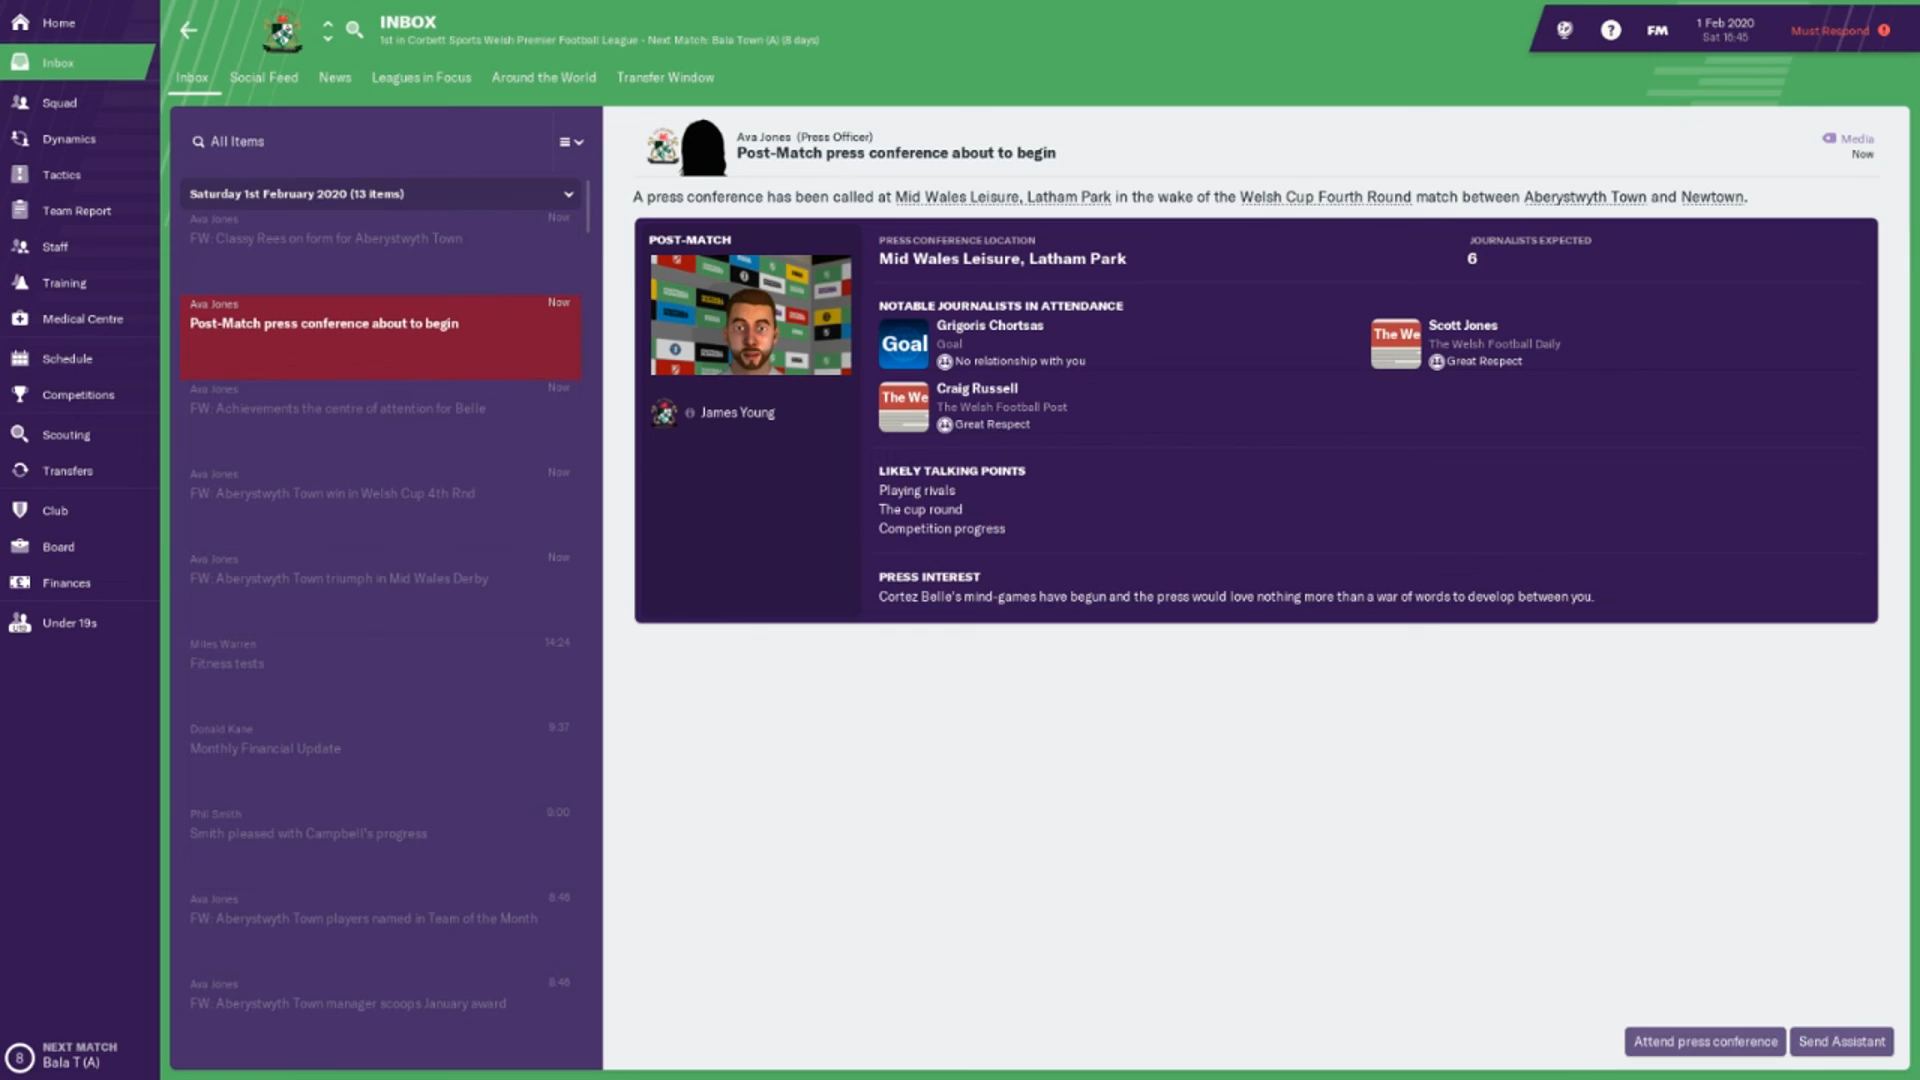 Home
Inbox
Squad
Dynamics
Tactics
Team Report
Staff
Training
Medical Centre
Schedule
Competitions
Scouting
Transfers
Club
Board
Finances
Under 19s
8
NEXT MATCH
Bala T (A)
INBOX
1st in Corbett Sports Welsh Premier Football League - Next Match: Bala Town (A) (8 days)
FM
1 Feb 2020
Sat 16:45
Must Respond
Inbox
Social Feed
News
Leagues in Focus
Around the World
Transfer Window
All Items
Saturday 1st February 2020 (13 items)
Ava Jones
Now
FW: Classy Rees on form for Aberystwyth Town
Ava Jones
Now
Post-Match press conference about to begin
Ava Jones
Now
FW: Achievements the centre of attention for Belle
Ava Jones
Now
FW: Aberystwyth Town win in Welsh Cup 4th Rnd
Ava Jones
Now
FW: Aberystwyth Town triumph in Mid Wales Derby
Miles Warren
14:24
Fitness tests
Donald Kane
9:37
Monthly Financial Update
Phil Smith
9:00
Smith pleased with Campbell's progress
Ava Jones
8:46
FW: Aberystwyth Town players named in Team of the Month
Ava Jones
8:46
FW: Aberystwyth Town manager scoops January award
Ava Jones (Press Officer)
Post-Match press conference about to begin
Media
Now
A press conference has been called at Mid Wales Leisure, Latham Park in the wake of the Welsh Cup Fourth Round match between Aberystwyth Town and Newtown.
POST-MATCH
James Young
PRESS CONFERENCE LOCATION
Mid Wales Leisure, Latham Park
JOURNALISTS EXPECTED
6
NOTABLE JOURNALISTS IN ATTENDANCE
Goal
Grigoris Chortsas
Goal
No relationship with you
The We
Scott Jones
The Welsh Football Daily
Great Respect
The We
Craig Russell
The Welsh Football Post
Great Respect
LIKELY TALKING POINTS
Playing rivals
The cup round
Competition progress
PRESS INTEREST
Cortez Belle's mind-games have begun and the press would love nothing more than a war of words to develop between you.
Attend press conference
Send Assistant